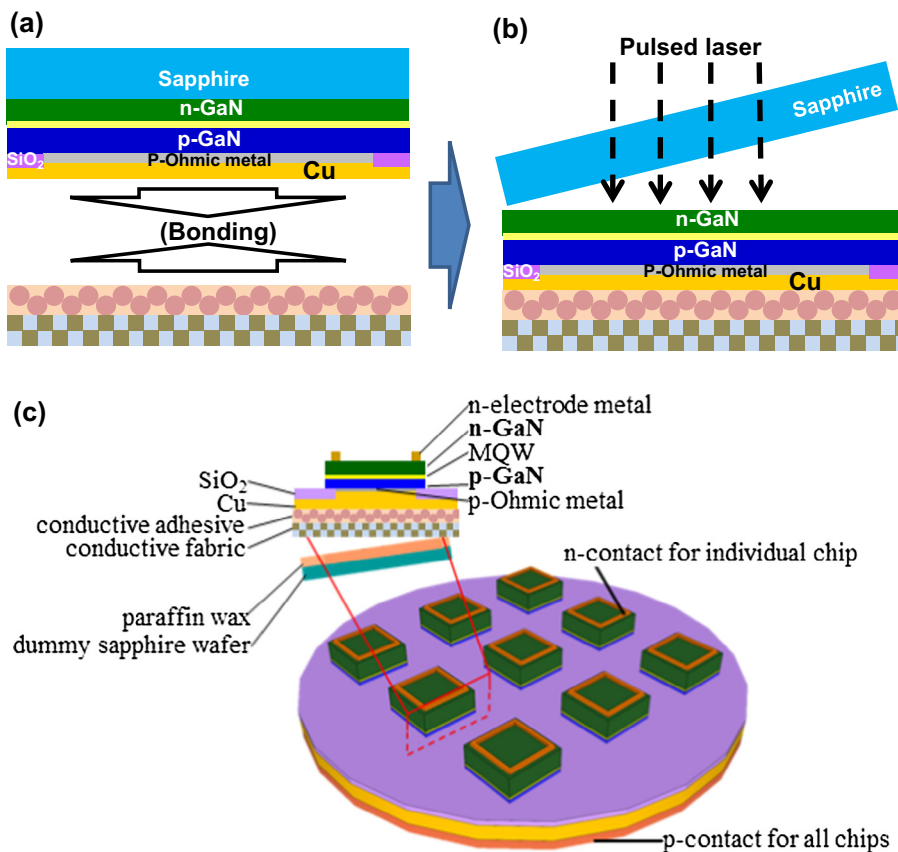 (a)
Sapphire
n-GaN
p-GaN
SiO₂
P-Ohmic metal
Cu
(Bonding)
(b)
Pulsed laser
Sapphire
n-GaN
p-GaN
SiO₂
P-Ohmic metal
Cu
(c)
n-electrode metal
n-GaN
MQW
p-GaN
p-Ohmic metal
SiO₂
Cu
conductive adhesive
conductive fabric
paraffin wax
dummy sapphire wafer
n-contact for individual chip
p-contact for all chips